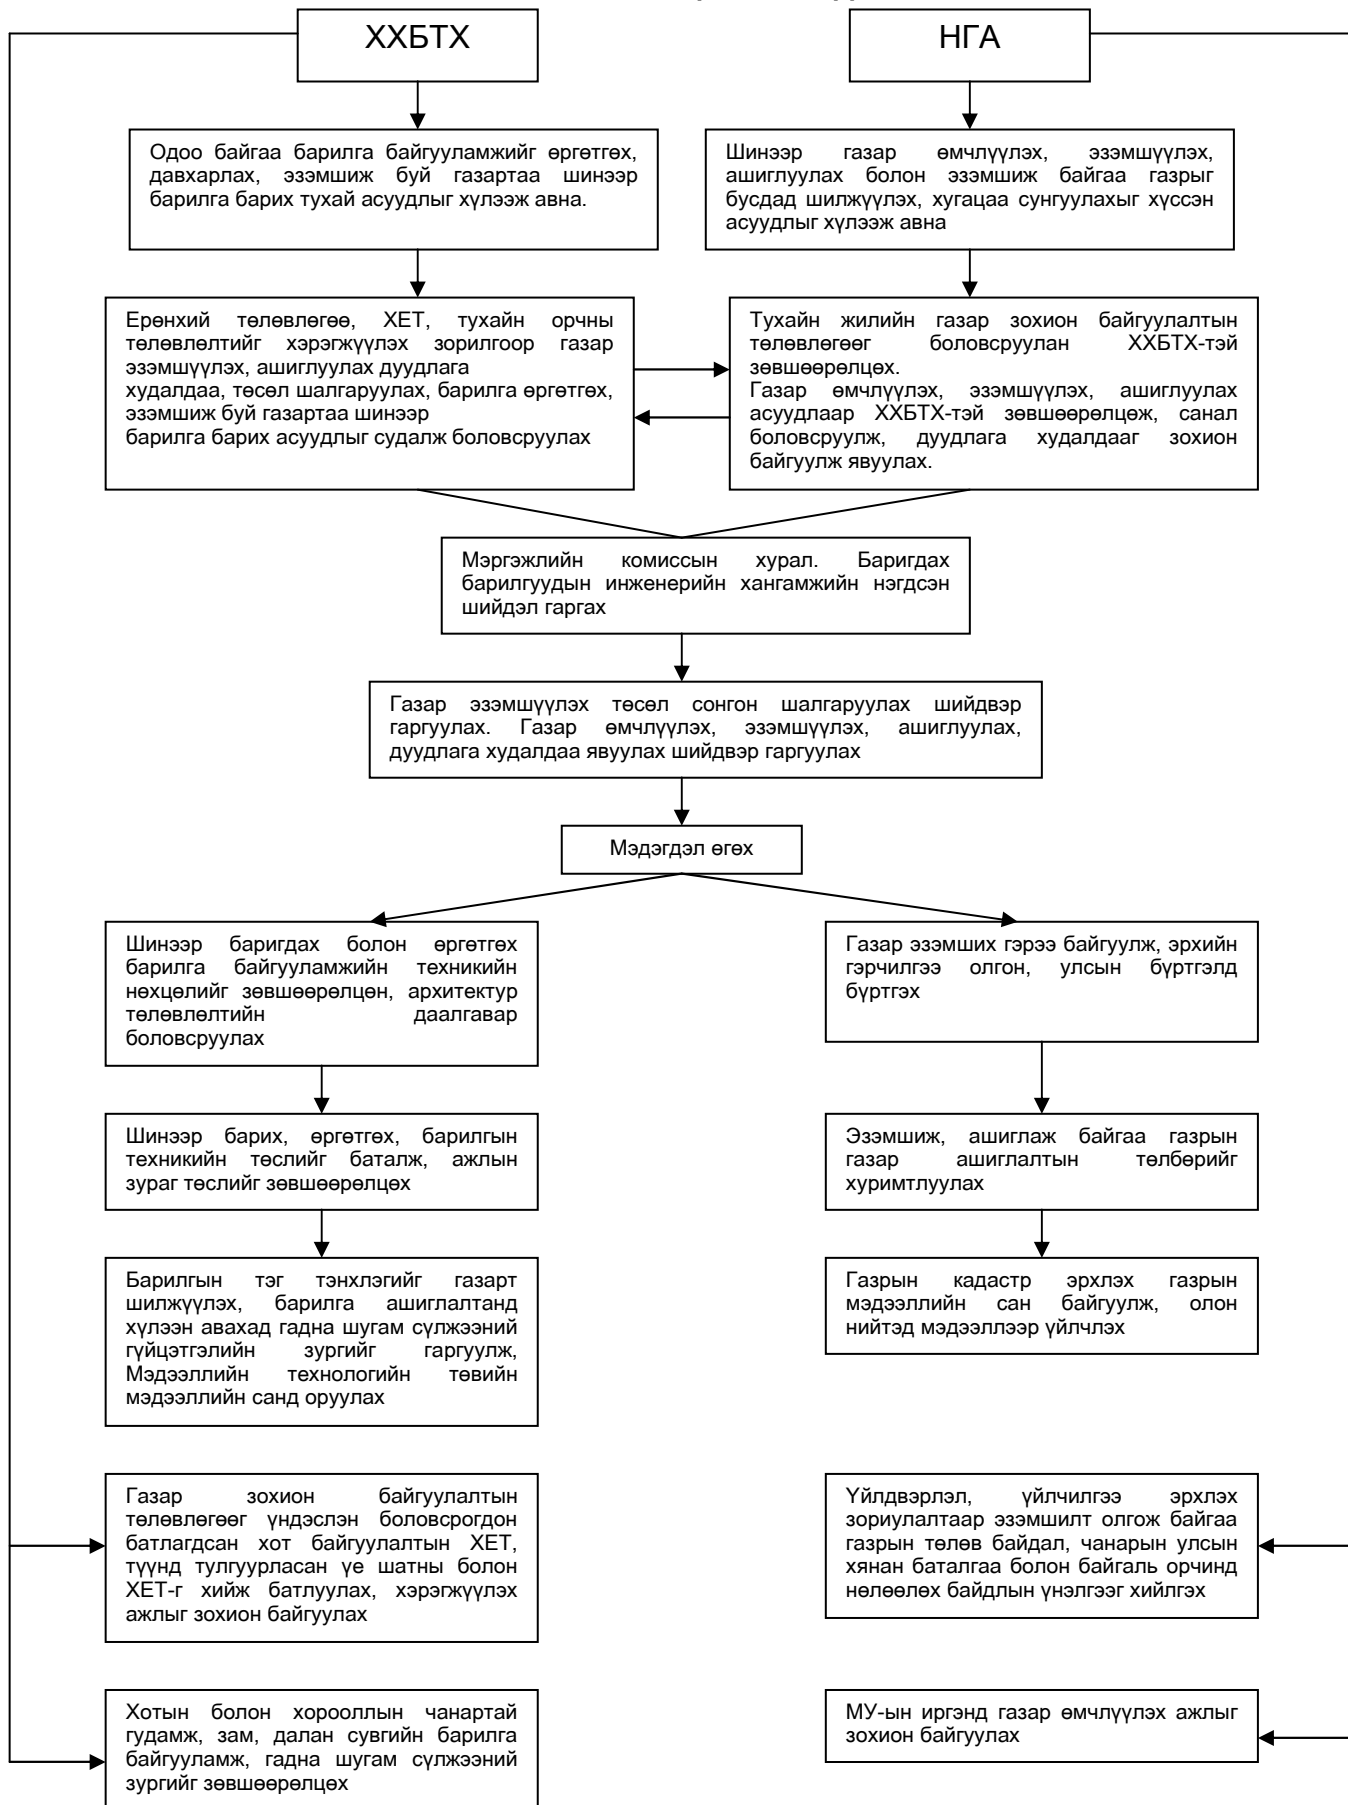 ХХБТХ
НГА
Одоо байгаа барилга байгууламжийг өргөтгөх,
давхарлах, эзэмшиж буй газартаа шинээр
барилга барих тухай асуудлыг хүлээж авна.
Шинээр газар өмчлүүлэх, эзэмшүүлэх,
ашиглуулах болон эзэмшиж байгаа газрыг
бусдад шилжүүлэх, хугацаа сунгуулахыг хүссэн
асуудлыг хүлээж авна
Ерөнхий төлөвлөгөө, ХЕТ, тухайн орчны
төлөвлөлтийг хэрэгжүүлэх зорилгоор газар
эзэмшүүлэх, ашиглуулах дуудлага
худалдаа, төсөл шалгаруулах, барилга өргөтгөх,
эзэмшиж буй газартаа шинээр
барилга барих асуудлыг судалж боловсруулах
Тухайн жилийн газар зохион байгуулалтын
төлөвлөгөөг боловсруулан ХХБТХ-тэй
зөвшөөрөлцөх.
Газар өмчлүүлэх, эзэмшүүлэх, ашиглуулах
асуудлаар ХХБТХ-тэй зөвшөөрөлцөж, санал
боловсруулж, дуудлага худалдааг зохион
байгуулж явуулах.
Мэргэжлийн комиссын хурал. Баригдах
барилгуудын инженерийн хангамжийн нэгдсэн
шийдэл гаргах
Газар эзэмшүүлэх төсөл сонгон шалгаруулах шийдвэр
гаргуулах. Газар өмчлүүлэх, эзэмшүүлэх, ашиглуулах,
дуудлага худалдаа явуулах шийдвэр гаргуулах
Мэдэгдэл өгөх
Шинээр баригдах болон өргөтгөх
барилга байгууламжийн техникийн
нөхцөлийг зөвшөөрөлцөн, архитектур
төлөвлөлтийн даалгавар
боловсруулах
Газар эзэмших гэрээ байгуулж, эрхийн
гэрчилгээ олгон, улсын бүртгэлд
бүртгэх
Шинээр барих, өргөтгөх, барилгын
техникийн төслийг баталж, ажлын
зураг төслийг зөвшөөрөлцөх
Эзэмшиж, ашиглаж байгаа газрын
газар ашиглалтын төлбөрийг
хуримтлуулах
Барилгын тэг тэнхлэгийг газарт
шилжүүлэх, барилга ашиглалтанд
хүлээн авахад гадна шугам сүлжээний
гүйцэтгэлийн зургийг гаргуулж,
Мэдээллийн технологийн төвийн
мэдээллийн санд оруулах
Газрын кадастр эрхлэх газрын
мэдээллийн сан байгуулж, олон
нийтэд мэдээллээр үйлчлэх
Газар зохион байгуулалтын
төлөвлөгөөг үндэслэн боловсрогдон
батлагдсан хот байгуулалтын ХЕТ,
түүнд тулгуурласан үе шатны болон
ХЕТ-г хийж батлуулах, хэрэгжүүлэх
ажлыг зохион байгуулах
Үйлдвэрлэл, үйлчилгээ эрхлэх
зориулалтаар эзэмшилт олгож байгаа
газрын төлөв байдал, чанарын улсын
хянан баталгаа болон байгаль орчинд
нөлөөлөх байдлын үнэлгээг хийлгэх
Хотын болон хорооллын чанартай
гудамж, зам, далан сувгийн барилга
байгууламж, гадна шугам сүлжээний
зургийг зөвшөөрөлцөх
МУ-ын иргэнд газар өмчлүүлэх ажлыг
зохион байгуулах